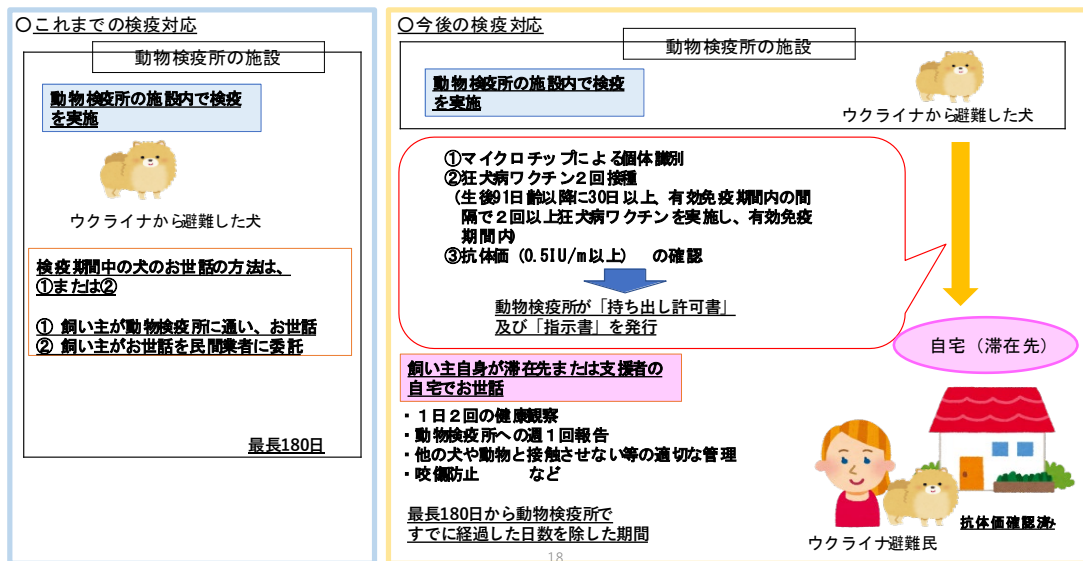 〇これまでの検疫対応
動物検疫所の施設
動物検疫所の施設内で検疫
を実施
ウクライナから避難した犬
検疫期間中の犬のお世話の方法は、
①または②
① 飼い主が動物検疫所に通い、お世話
② 飼い主がお世話を民間業者に委託
最長180日
〇今後の検疫対応
動物検疫所の施設
動物検疫所の施設内で検疫
を実施
ウクライナから避難した犬
①マイクロチップによる個体識別
②狂犬病ワクチン２回接種
(生後91日齢以降に30日以上、有効免疫期間内の間
隔で２回以上狂犬病ワクチンを実施し、有効免疫
期間内)
③抗体価（0.5IU/m以上） の確認
動物検疫所が「持ち出し許可書」
及び「指示書」を発行
自宅（滞在先）
飼い主自身が滞在先または支援者の
自宅でお世話
・１日２回の健康観察
・動物検疫所への週１回報告
・他の犬や動物と接触させない等の適切な管理
・咬傷防止 など
最長180日から動物検疫所で
すでに経過した日数を除した期間
抗体価確認済み
ウクライナ避難民
18